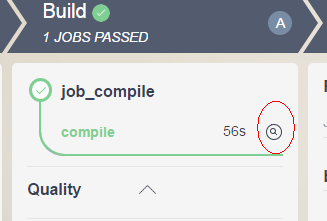 Build
1 JOBS PASSED
A
job_compile
compile 56s
Quality